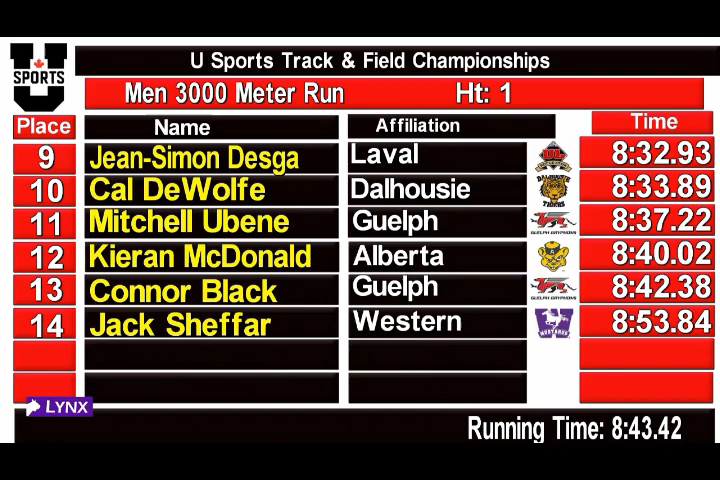 U SPORTS
U Sports Track & Field Championships
Men 3000 Meter Run Ht: 1
Place Name Affiliation Time
9 Jean-Simon Desga Laval 8:32.93
10 Cal DeWolfe Dalhousie 8:33.89
11 Mitchell Ubene Guelph 8:37.22
12 Kieran McDonald Alberta 8:40.02
13 Connor Black Guelph 8:42.38
14 Jack Sheffar Western 8:53.84
LYNX
Running Time: 8:43.42